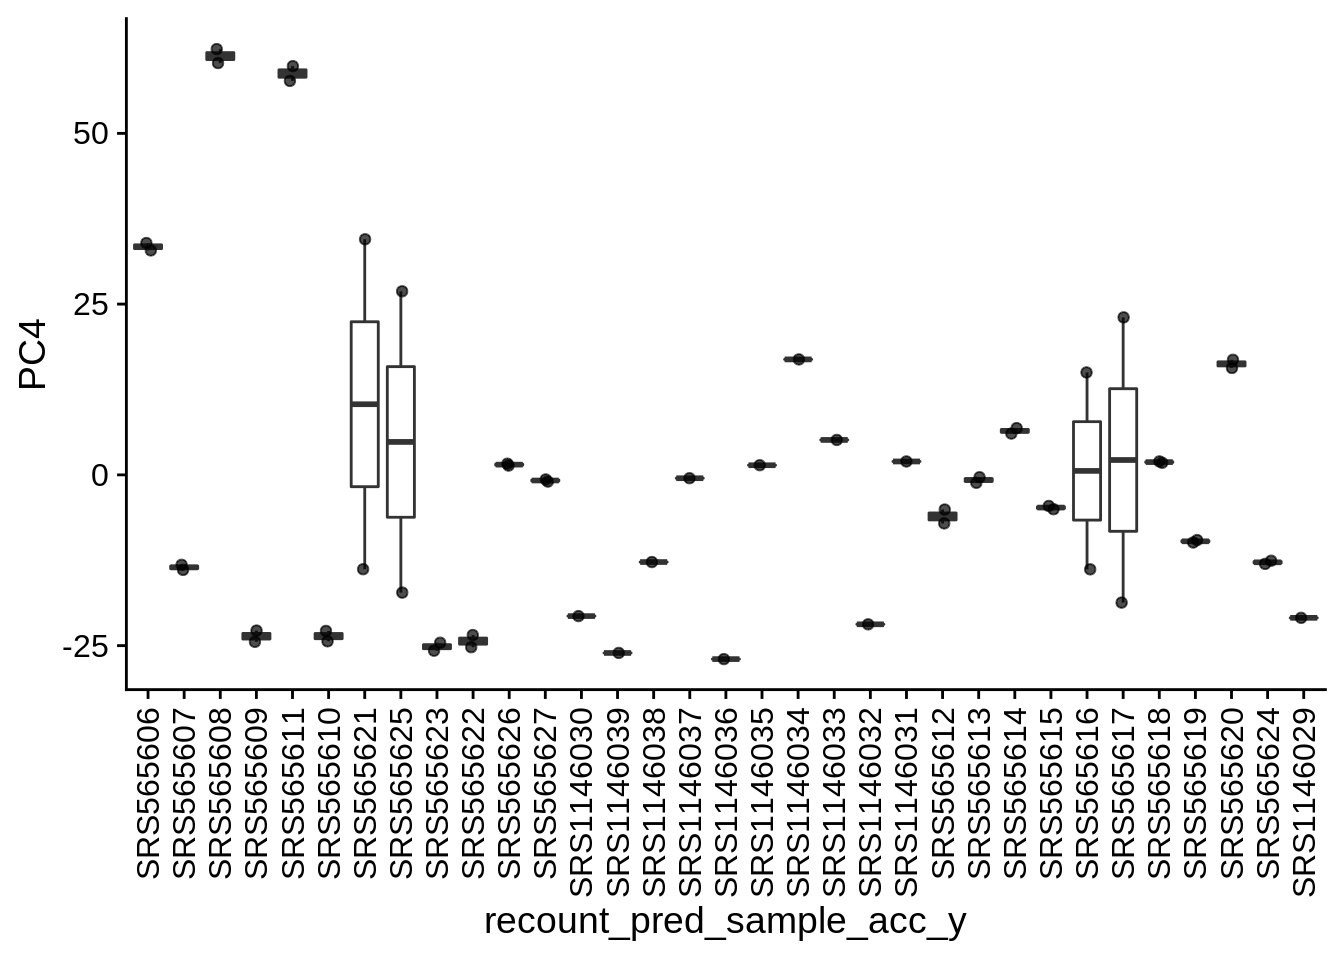 PC4
50
25
0
-25
SRS565606
SRS565607
SRS565608
SRS565609
SRS565611
SRS565610
SRS565621
SRS565625
SRS565623
SRS565622
SRS565626
SRS565627
SRS1146030
SRS1146039
SRS1146038
SRS1146037
SRS1146036
SRS1146035
SRS1146034
SRS1146033
SRS1146032
SRS1146031
SRS565612
SRS565613
SRS565614
SRS565615
SRS565616
SRS565617
SRS565618
SRS565619
SRS565620
SRS565624
SRS1146029
recount_pred_sample_acc_y